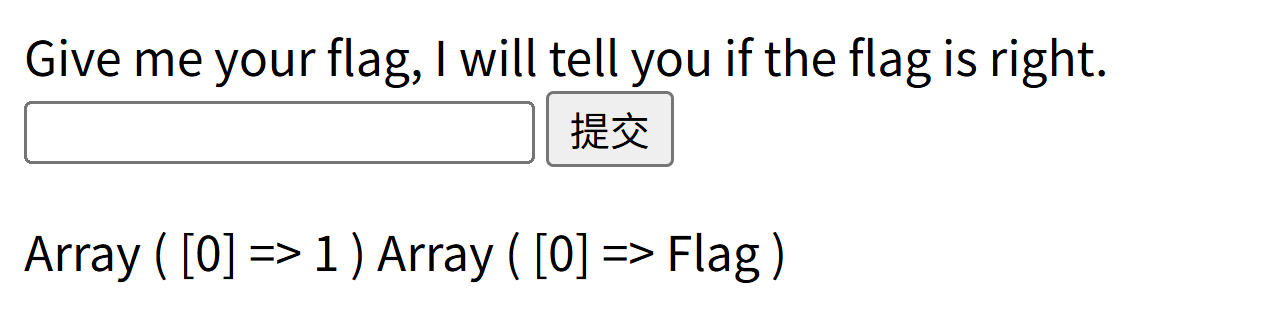 Give me your flag, I will tell you if the flag is right.
提交
Array ( [0] => 1 ) Array ( [0] => Flag )